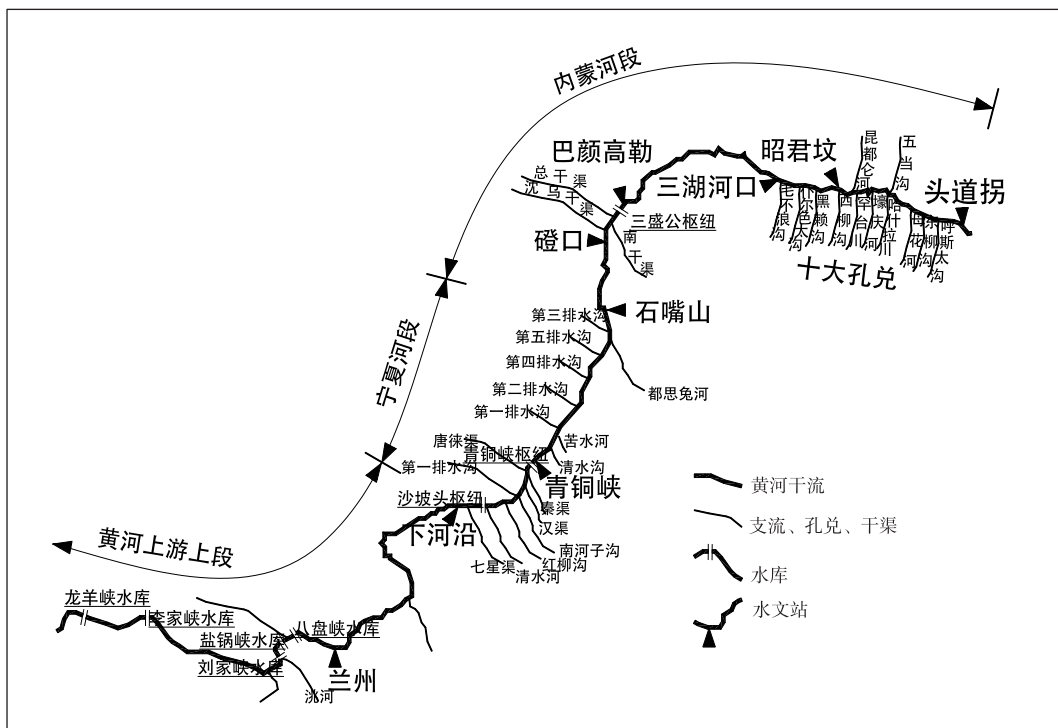 内蒙河段
宁夏河段
黄河上游上段
巴颜高勒
总干渠
沈乌干渠
三盛公枢纽
南干渠
磴口
三湖河口
昭君坟
昆都仑河
五当沟
头道拐
毛不浪沟
卜尔色太沟
黑赖沟
西柳沟
罕台川
壕庆河
哈什拉川
母花河
东柳沟
呼斯太沟
十大孔兑
石嘴山
第三排水沟
第五排水沟
第四排水沟
第二排水沟
第一排水沟
都思兔河
苦水河
清水沟
唐徕渠
青铜峡枢纽
第一排水沟
青铜峡
沙坡头枢纽
下河沿
秦渠
汉渠
南河子沟
红柳沟
清水河
七星渠
龙羊峡水库
李家峡水库
盐锅峡水库
八盘峡水库
刘家峡水库
洮河
兰州
黄河干流
支流、孔兑、干渠
水库
水文站